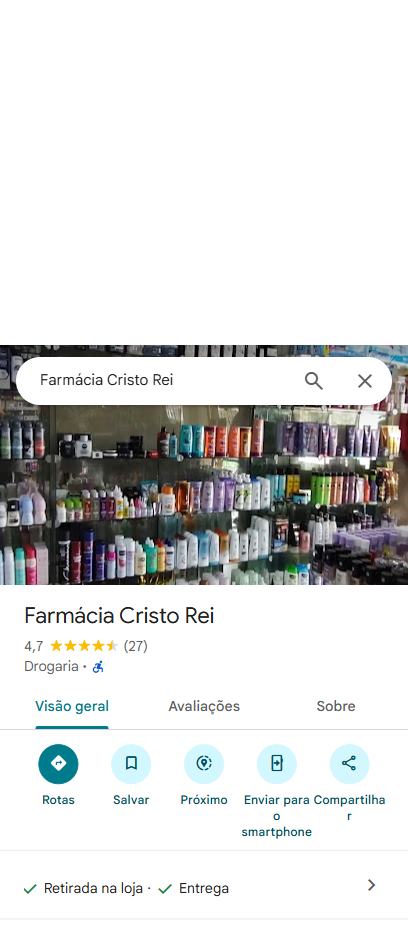 Farmácia Cristo Rei
Farmácia Cristo Rei
4,7 (27)
Drogaria ·
Visão geral Avaliações Sobre
Rotas Salvar Próximo Enviar para o smartphone Compartilhar
Retirada na loja · Entrega